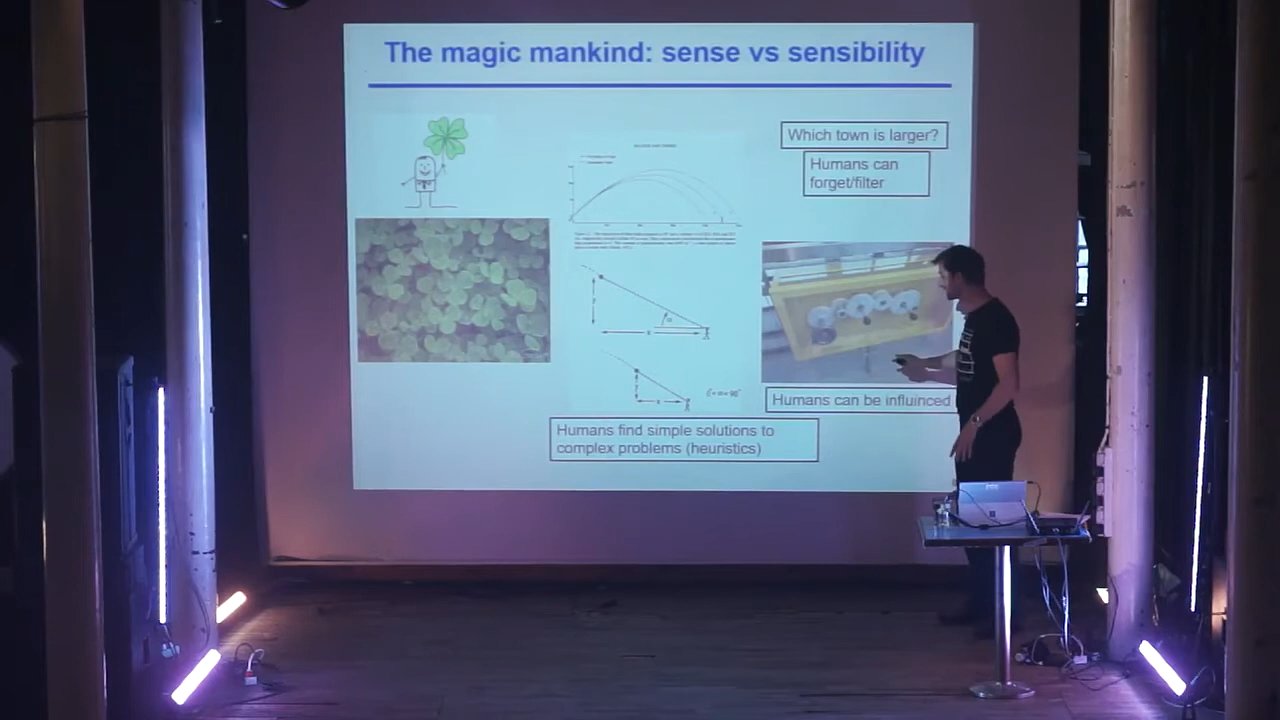 The magic mankind: sense vs sensibility
Which town is larger?
Humans can
forget/filter
Humans can be influinced
Humans find simple solutions to
complex problems (heuristics)